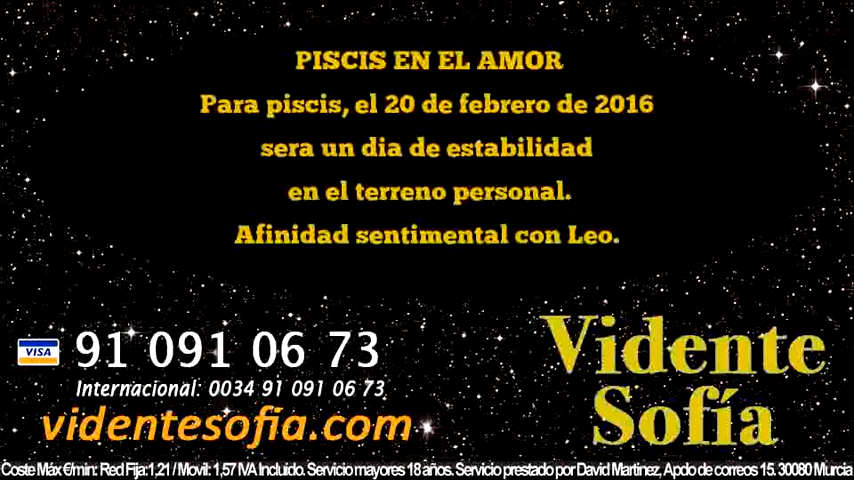 PISCIS EN EL AMOR
Para piscis, el 20 de febrero de 2016
sera un dia de estabilidad
en el terreno personal.
Afinidad sentimental con Leo.
VISA 91 091 06 73
Internacional: 0034 91 091 06 73
videntesofia.com
Vidente
Sofía
Coste Máx €/min: Red Fija:1,21 / Movil: 1,57 IVA Incluido. Servicio mayores 18 años. Servicio prestado por David Martinez, Apdo de correos 15. 30080 Murcia